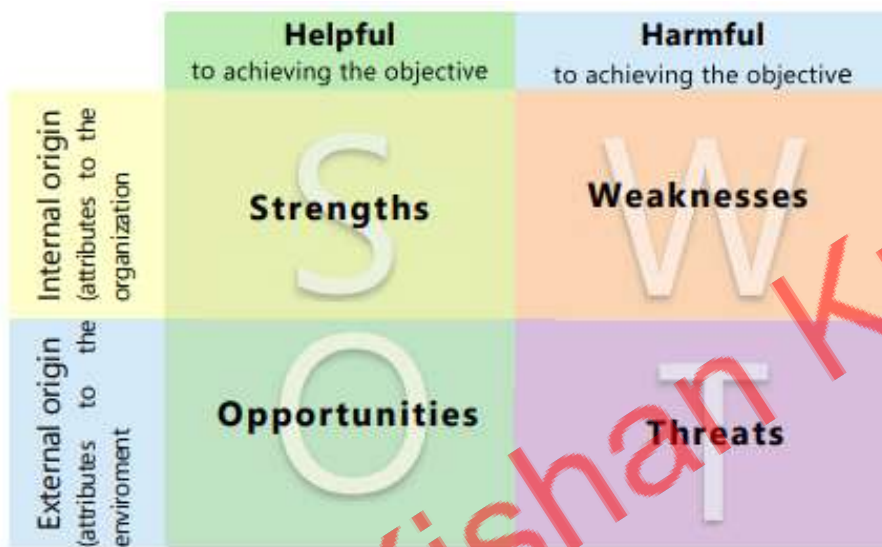 Helpful
to achieving the objective
Harmful
to achieving the objective
Internal origin
(attributes to the
organization
S
Strengths
W
Weaknesses
External origin
(attributes to the
enviroment
O
Opportunities
T
Threats
Kishan K